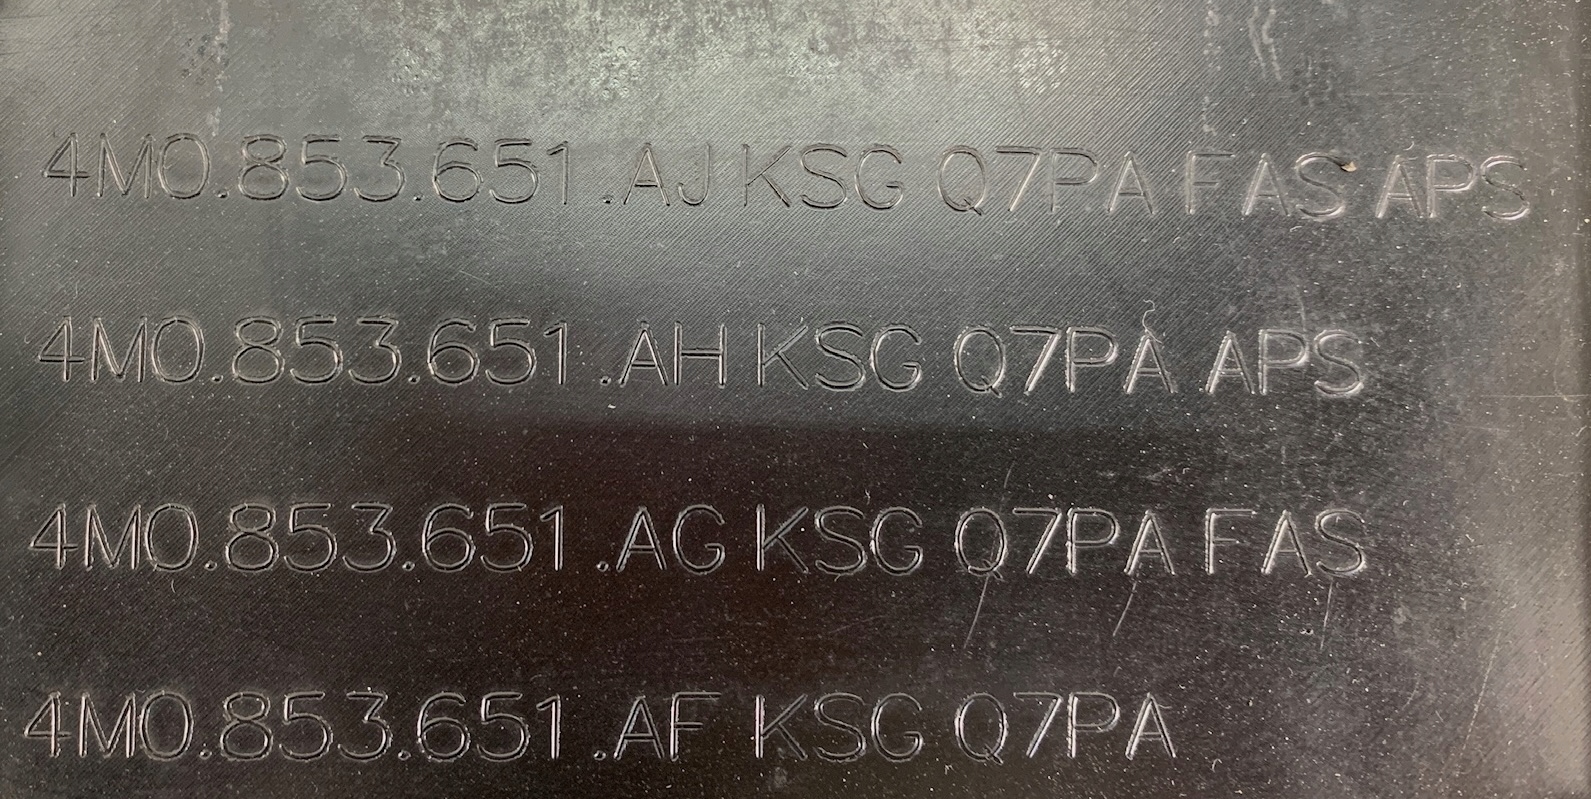 4M0.853.651.AJ KSG Q7PA FAS APS
4M0.853.651.AH KSG Q7PA APS
4M0.853.651.AG KSG Q7PA FAS
4M0.853.651.AF KSG Q7PA